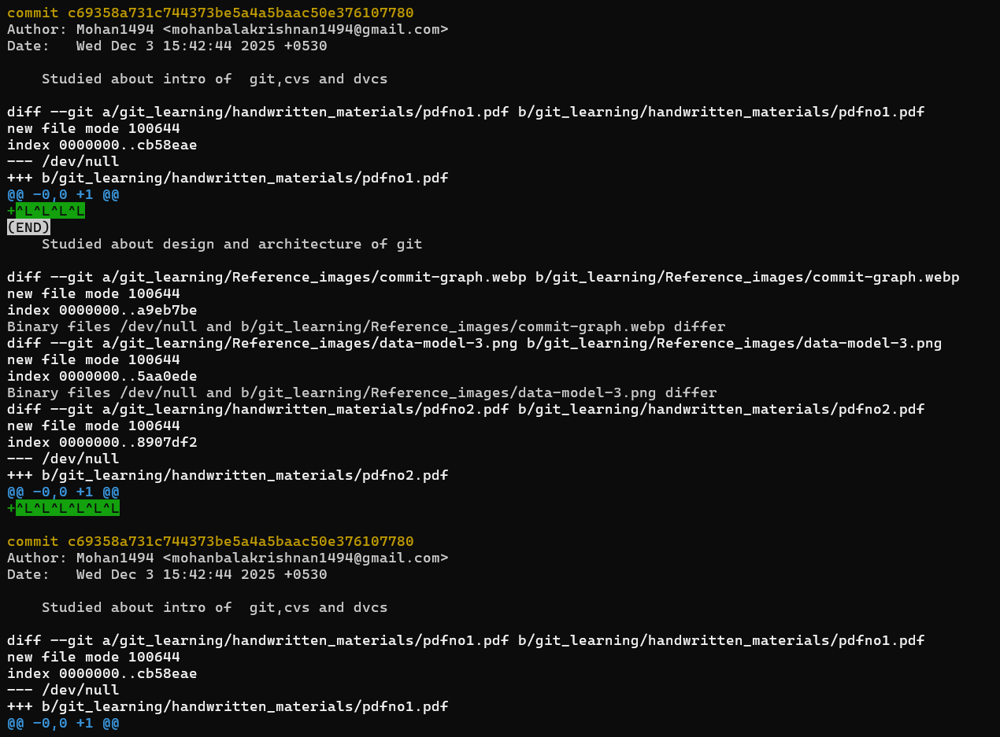 commit c69358a731c744373be5a4a5baac50e376107780
Author: Mohan1494 <mohanbalakrishnan1494@gmail.com>
Date:   Wed Dec 3 15:42:44 2025 +0530

    Studied about intro of  git,cvs and dvcs

diff --git a/git_learning/handwritten_materials/pdfno1.pdf b/git_learning/handwritten_materials/pdfno1.pdf
new file mode 100644
index 0000000..cb58eae
--- /dev/null
+++ b/git_learning/handwritten_materials/pdfno1.pdf
@@ -0,0 +1 @@
+^L^L^L^L
(END)
    Studied about design and architecture of git

diff --git a/git_learning/Reference_images/commit-graph.webp b/git_learning/Reference_images/commit-graph.webp
new file mode 100644
index 0000000..a9eb7be
Binary files /dev/null and b/git_learning/Reference_images/commit-graph.webp differ
diff --git a/git_learning/Reference_images/data-model-3.png b/git_learning/Reference_images/data-model-3.png
new file mode 100644
index 0000000..5aa0ede
Binary files /dev/null and b/git_learning/Reference_images/data-model-3.png differ
diff --git a/git_learning/handwritten_materials/pdfno2.pdf b/git_learning/handwritten_materials/pdfno2.pdf
new file mode 100644
index 0000000..8907df2
--- /dev/null
+++ b/git_learning/handwritten_materials/pdfno2.pdf
@@ -0,0 +1 @@
+^L^L^L^L^L^L

commit c69358a731c744373be5a4a5baac50e376107780
Author: Mohan1494 <mohanbalakrishnan1494@gmail.com>
Date:   Wed Dec 3 15:42:44 2025 +0530

    Studied about intro of  git,cvs and dvcs

diff --git a/git_learning/handwritten_materials/pdfno1.pdf b/git_learning/handwritten_materials/pdfno1.pdf
new file mode 100644
index 0000000..cb58eae
--- /dev/null
+++ b/git_learning/handwritten_materials/pdfno1.pdf
@@ -0,0 +1 @@